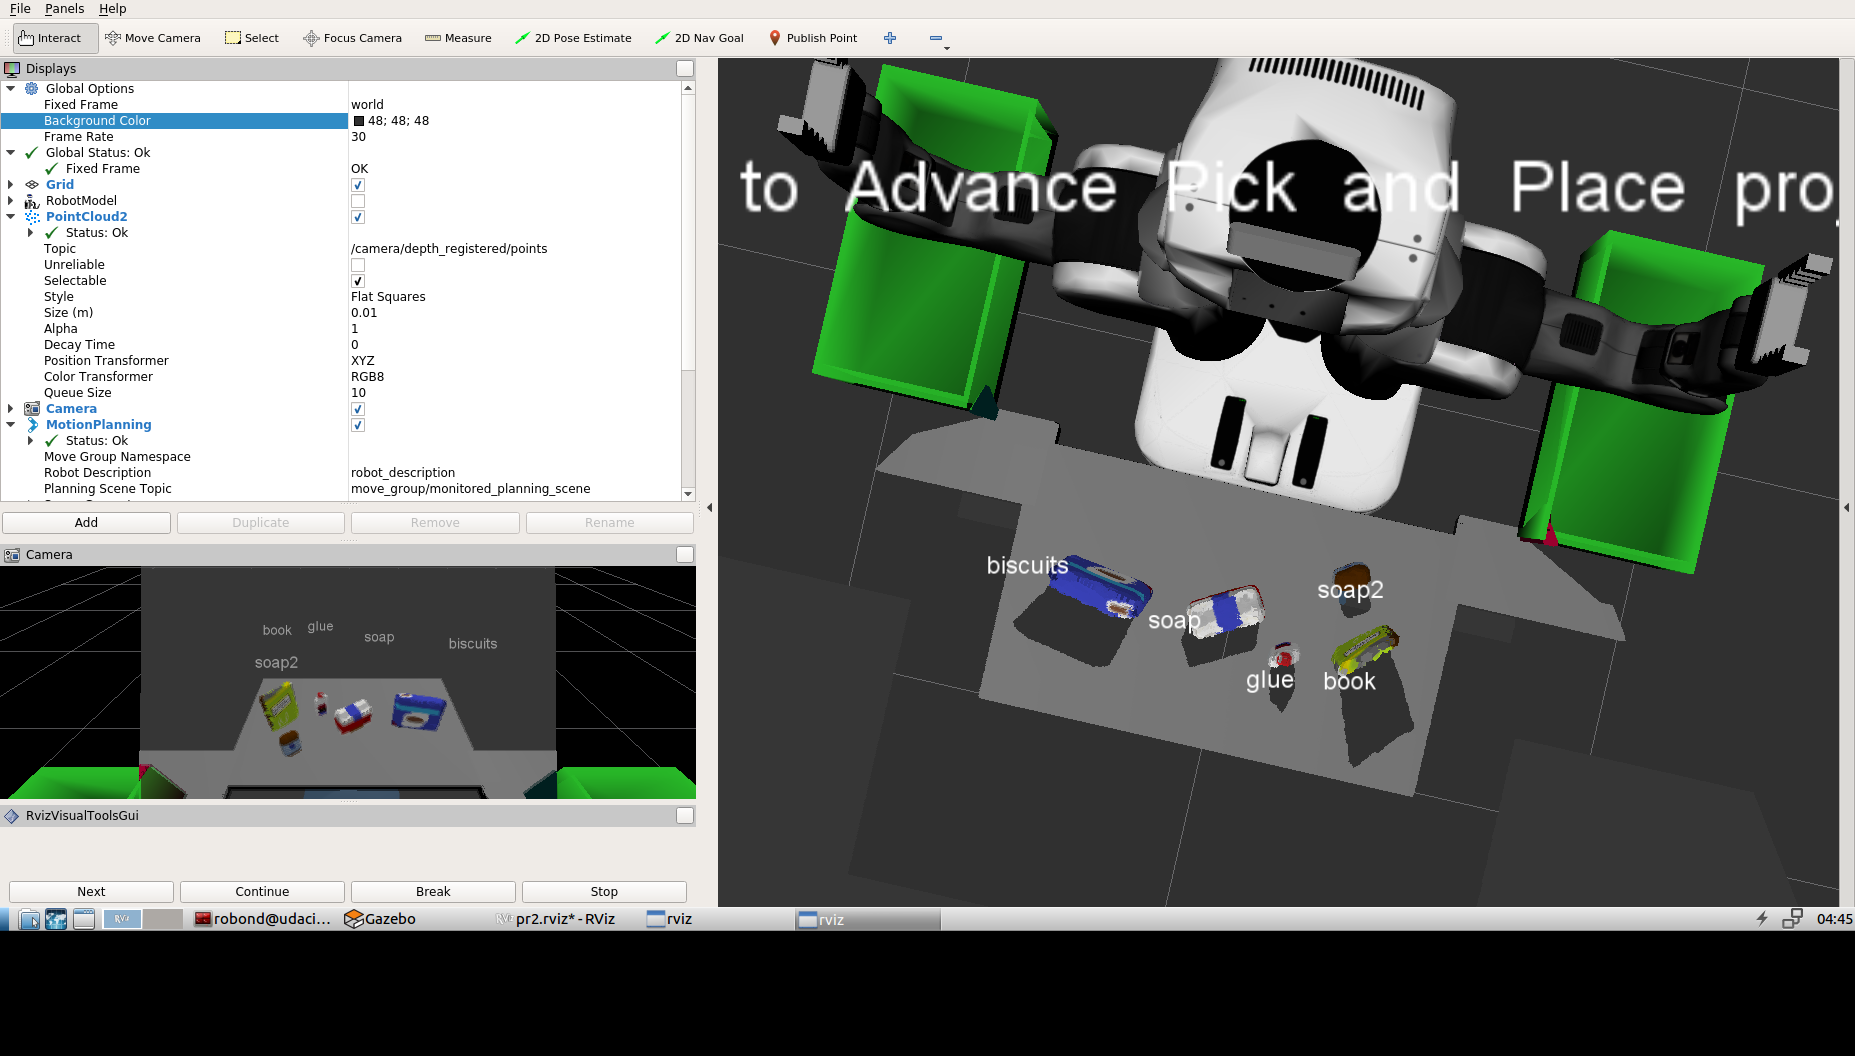 File Panels Help
Interact Move Camera Select Focus Camera Measure 2D Pose Estimate 2D Nav Goal Publish Point
Displays
Global Options
Fixed Frame world
Background Color 48; 48; 48
Frame Rate 30
Global Status: Ok
Fixed Frame OK
Grid
RobotModel
PointCloud2
Status: Ok
Topic /camera/depth_registered/points
Unreliable
Selectable
Style Flat Squares
Size (m) 0.01
Alpha 1
Decay Time 0
Position Transformer XYZ
Color Transformer RGB8
Queue Size 10
Camera
MotionPlanning
Status: Ok
Move Group Namespace
Robot Description robot_description
Planning Scene Topic move_group/monitored_planning_scene
Add Duplicate Remove Rename
Camera
book glue soap biscuits
soap2
RvizVisualToolsGui
Next Continue Break Stop
to Advance Pick and Place pro
biscuits
soap2
soap
glue book
RViz robond@udaci... Gazebo RViz pr2.rviz* - RViz rviz rviz 04:45